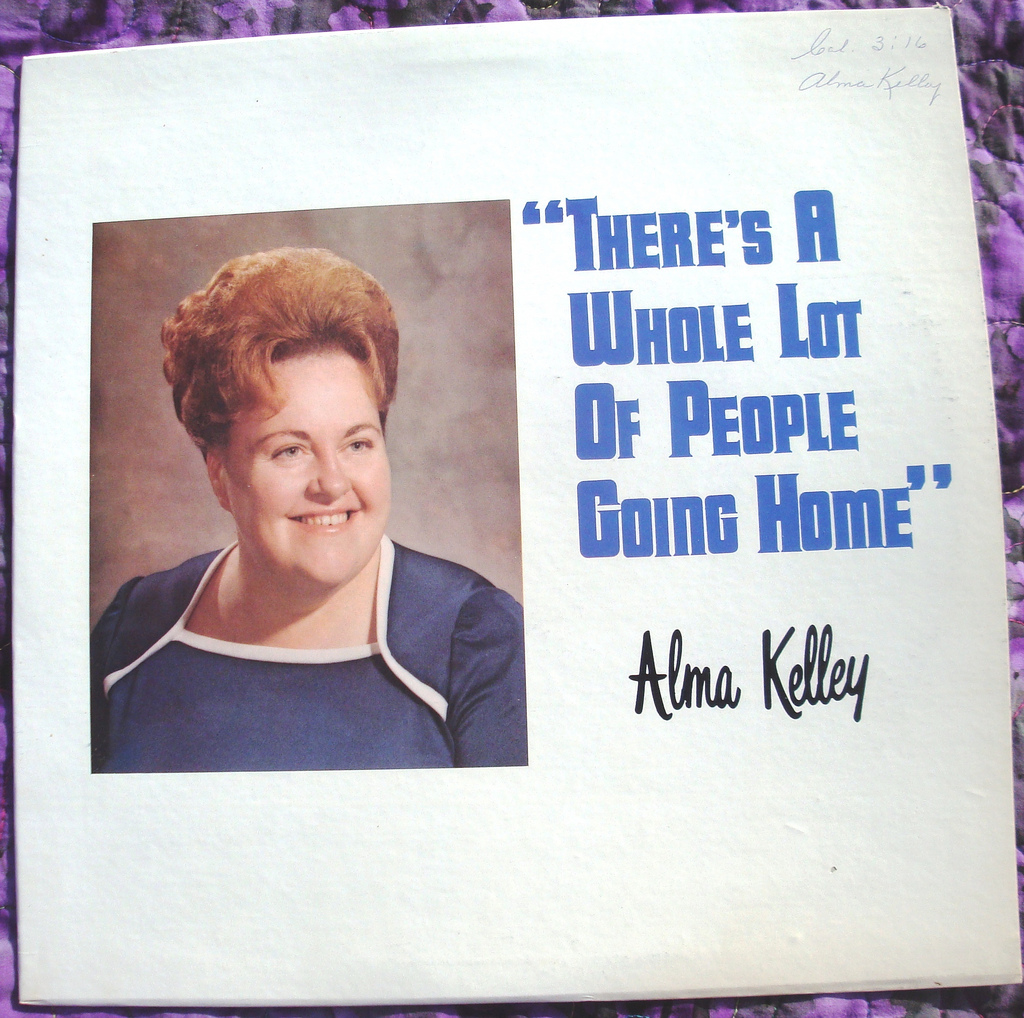 Col. 3:16
Alma Kelley
“THERE'S A
WHOLE LOT
OF PEOPLE
GOING HOME”
Alma Kelley